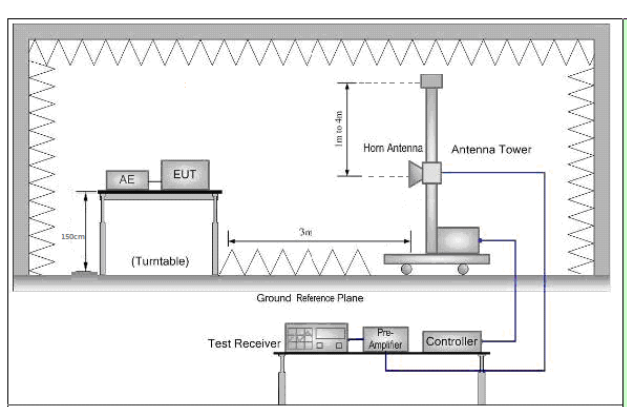 1m to 4m
Horn Antenna
Antenna Tower
AE
EUT
150cm
(Turntable)
3m
Ground Reference Plane
Test Receiver
Pre-
Amplifier
Controller